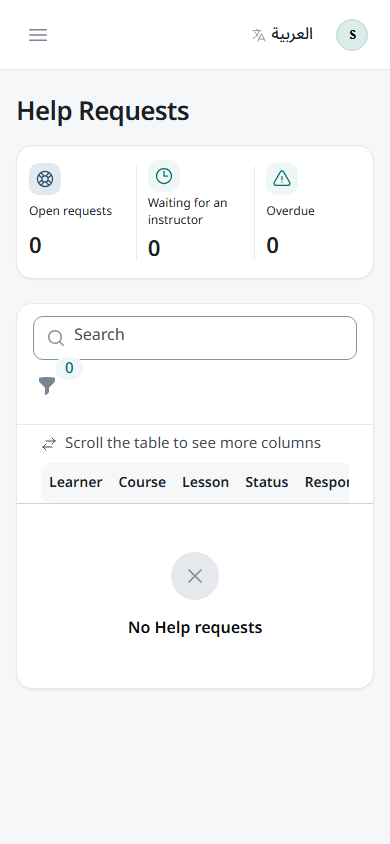 العربية
S
Help Requests
Open requests
0
Waiting for an
instructor
0
Overdue
0
Search
0
Scroll the table to see more columns
Learner Course Lesson Status Respon
No Help requests